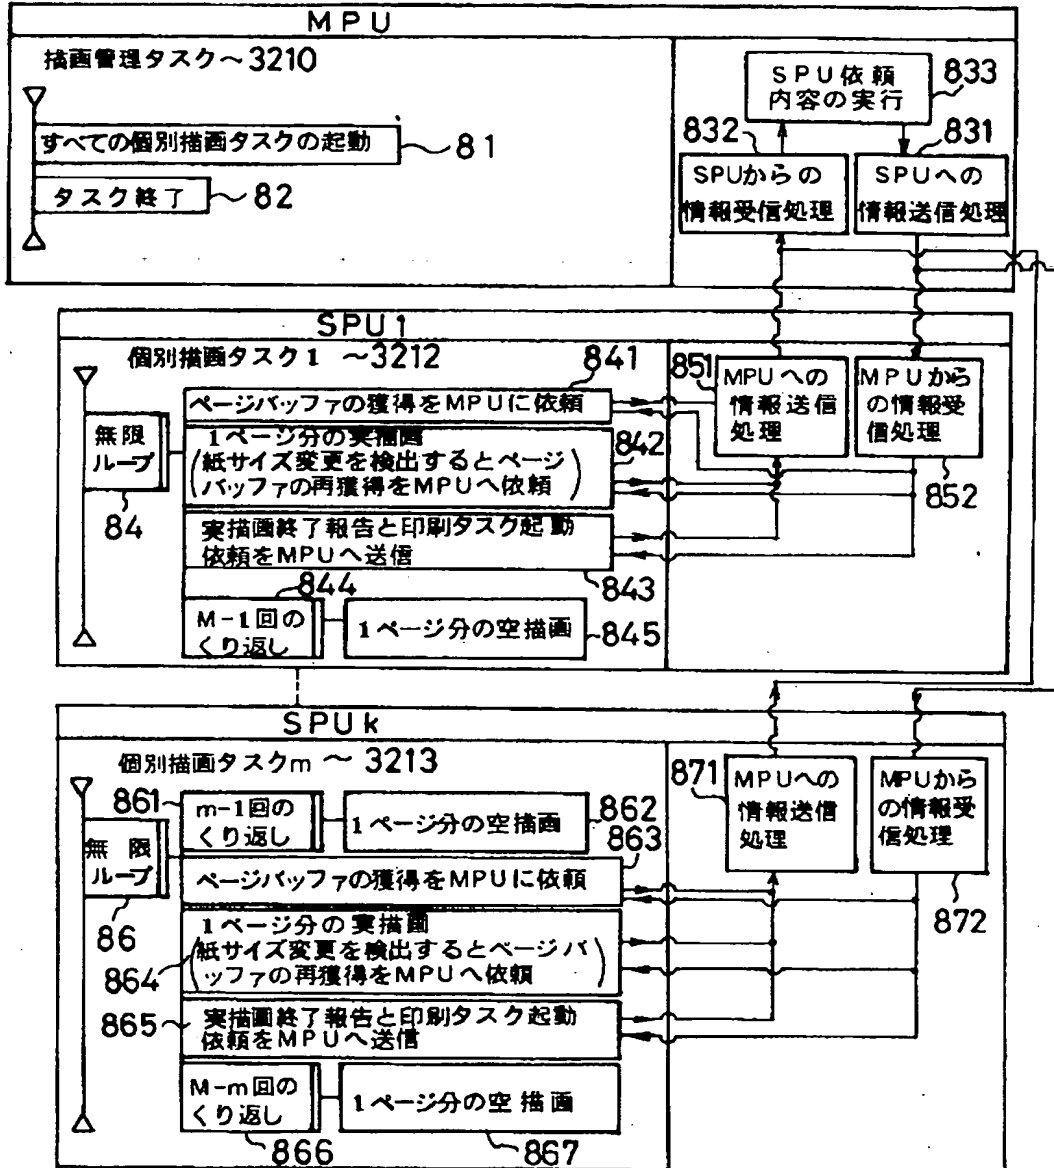 MPU
描画管理タスク～3210
すべての個別描画タスクの起動
81
タスク終了
82
SPU依頼
内容の実行
833
832
831
SPUからの
情報受信処理
SPUへの
情報送信処理
SPU1
個別描画タスク1 ～3212
無限
ループ
84
841
ページバッファの獲得をMPUに依頼
1ページ分の実描画
(紙サイズ変更を検出するとページ
バッファの再獲得をMPUへ依頼)
842
実描画終了報告と印刷タスク起動
依頼をMPUへ送信
843
844
M-1回の
くり返し
1ページ分の空描画
845
851
MPUへの
情報送信
処理
MPUから
の情報受
信処理
852
SPUk
個別描画タスクm ～3213
無限
ループ
86
861
m-1回の
くり返し
1ページ分の空描画
862
863
ページバッファの獲得をMPUに依頼
1ページ分の実描画
(紙サイズ変更を検出するとページバ
ッファの再獲得をMPUへ依頼)
864
865
実描画終了報告と印刷タスク起動
依頼をMPUへ送信
M-m回の
くり返し
866
1ページ分の空描画
867
871
MPUへの
情報送信
処理
MPUから
の情報受
信処理
872